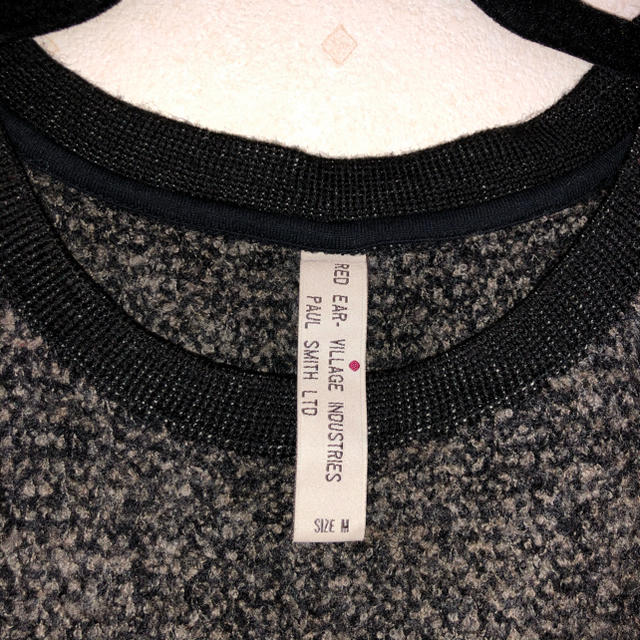 RED EAR- VILLAGE INDUSTRIES
PAUL SMITH LTD
SIZE M